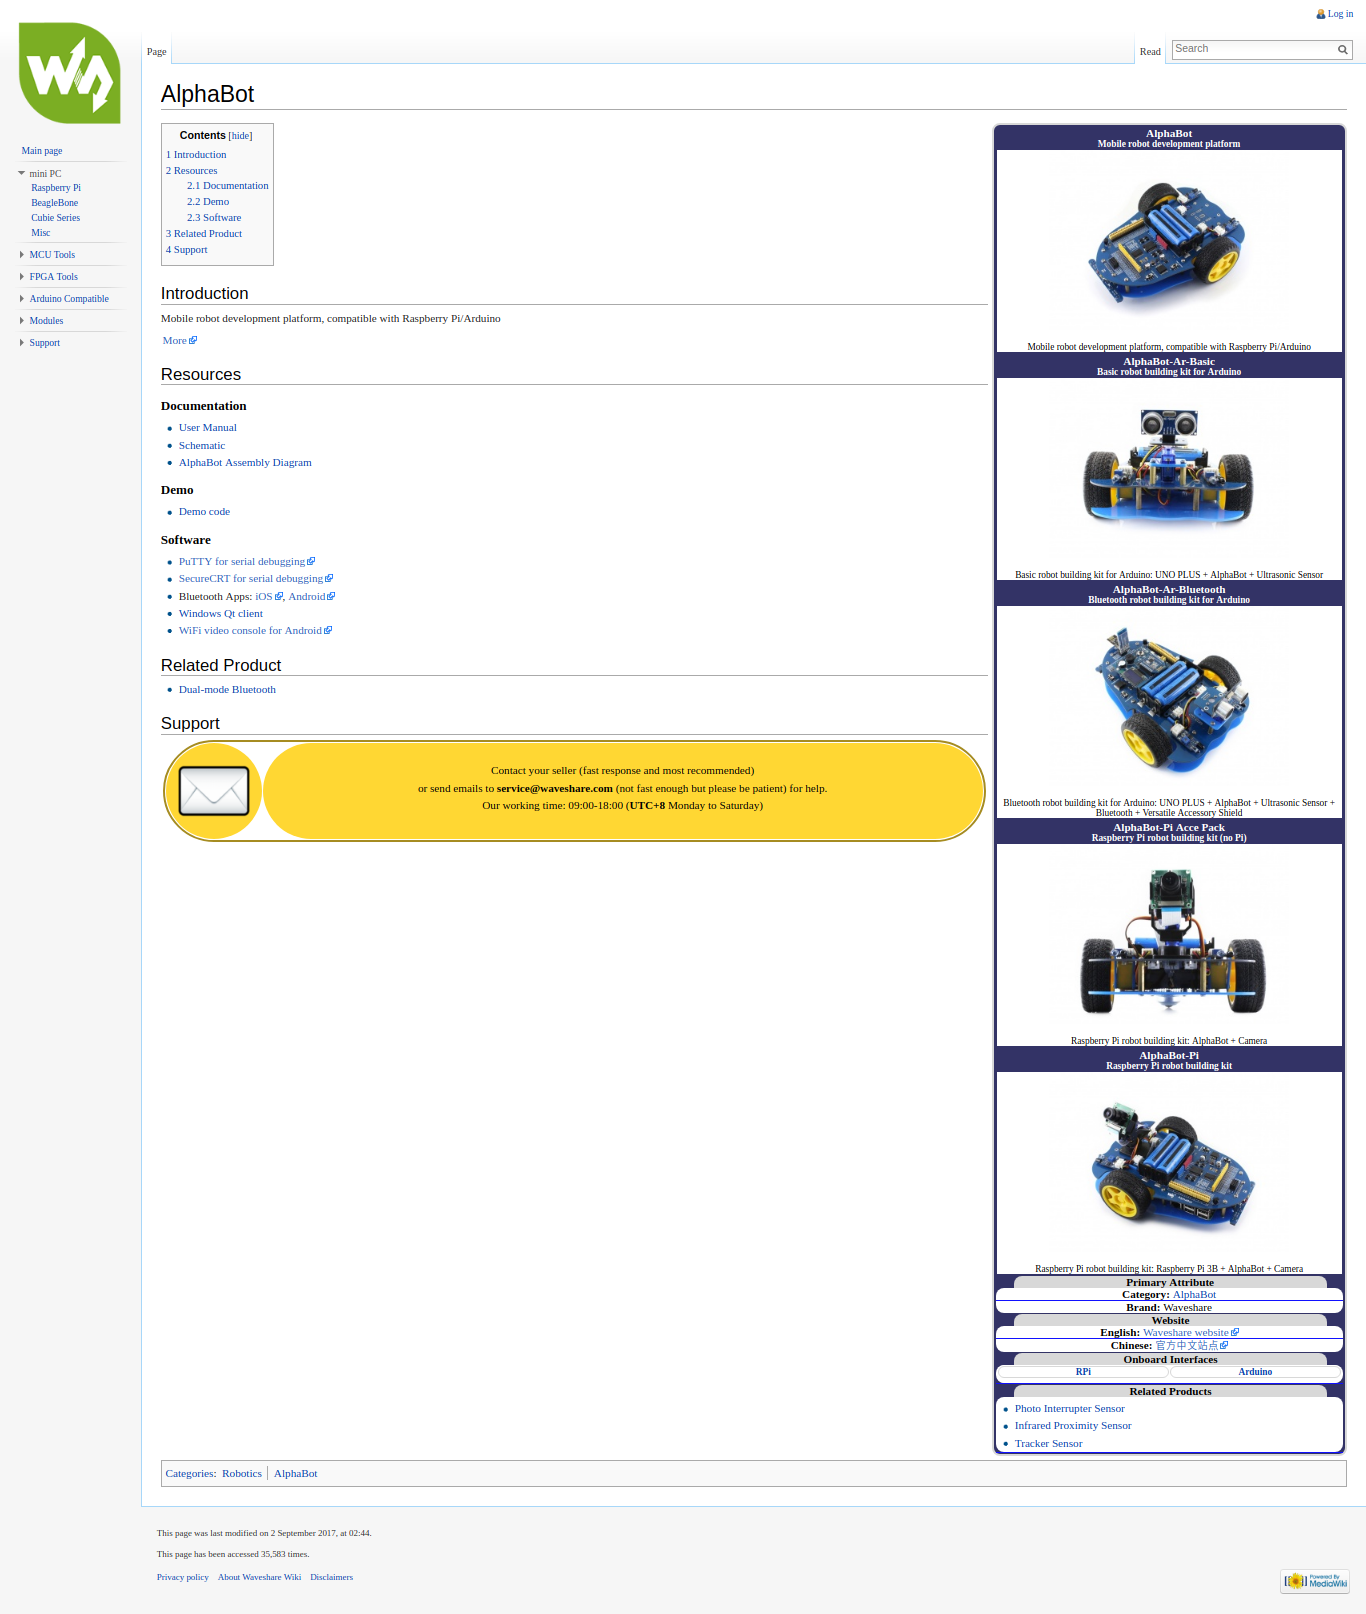 Log in
Page
Read
Search
Main page
mini PC
Raspberry Pi
BeagleBone
Cubie Series
Misc
MCU Tools
FPGA Tools
Arduino Compatible
Modules
Support
AlphaBot
Contents [hide]
1 Introduction
2 Resources
2.1 Documentation
2.2 Demo
2.3 Software
3 Related Product
4 Support
Introduction
Mobile robot development platform, compatible with Raspberry Pi/Arduino
More
Resources
Documentation
User Manual
Schematic
AlphaBot Assembly Diagram
Demo
Demo code
Software
PuTTY for serial debugging
SecureCRT for serial debugging
Bluetooth Apps: iOS, Android
Windows Qt client
WiFi video console for Android
Related Product
Dual-mode Bluetooth
Support
Contact your seller (fast response and most recommended)
or send emails to service@waveshare.com (not fast enough but please be patient) for help.
Our working time: 09:00-18:00 (UTC+8 Monday to Saturday)
AlphaBot
Mobile robot development platform
Mobile robot development platform, compatible with Raspberry Pi/Arduino
AlphaBot-Ar-Basic
Basic robot building kit for Arduino
Basic robot building kit for Arduino: UNO PLUS + AlphaBot + Ultrasonic Sensor
AlphaBot-Ar-Bluetooth
Bluetooth robot building kit for Arduino
Bluetooth robot building kit for Arduino: UNO PLUS + AlphaBot + Ultrasonic Sensor +
Bluetooth + Versatile Accessory Shield
AlphaBot-Pi Acce Pack
Raspberry Pi robot building kit (no Pi)
Raspberry Pi robot building kit: AlphaBot + Camera
AlphaBot-Pi
Raspberry Pi robot building kit
Raspberry Pi robot building kit: Raspberry Pi 3B + AlphaBot + Camera
Primary Attribute
Category: AlphaBot
Brand: Waveshare
Website
English: Waveshare website
Chinese: 官方中文站点
Onboard Interfaces
RPi
Arduino
Related Products
Photo Interrupter Sensor
Infrared Proximity Sensor
Tracker Sensor
Categories: Robotics | AlphaBot
This page was last modified on 2 September 2017, at 02:44.
This page has been accessed 35,583 times.
Privacy policy About Waveshare Wiki Disclaimers
Powered By
MediaWiki